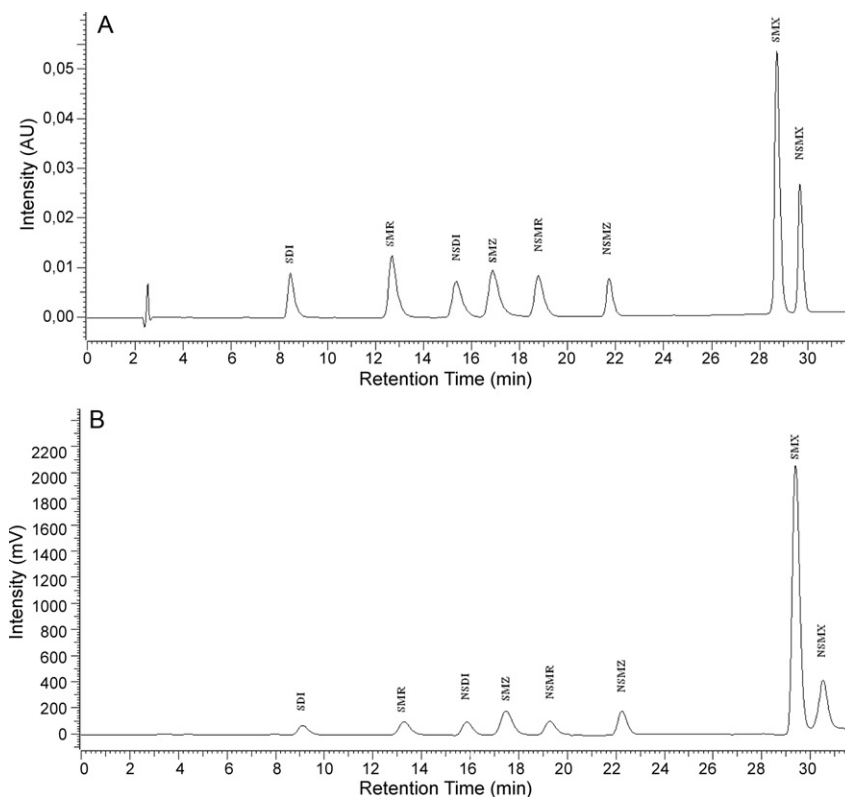 A
SMX
0,05
NSMX
0,04
Intensity (AU)
0,03
0,02
SMR
SDI
NSDI
SMZ
NSMR
NSMZ
0,01
0,00
0 2 4 6 8 10 12 14 16 18 20 22 24 26 28 30
Retention Time (min)
B
SMX
2200
2000
1800
1600
1400
Intensity (mV)
1200
1000
800
NSMX
600
SDI
SMR
NSDI
SMZ
NSMR
NSMZ
400
200
0
0 2 4 6 8 10 12 14 16 18 20 22 24 26 28 30
Retention Time (min)